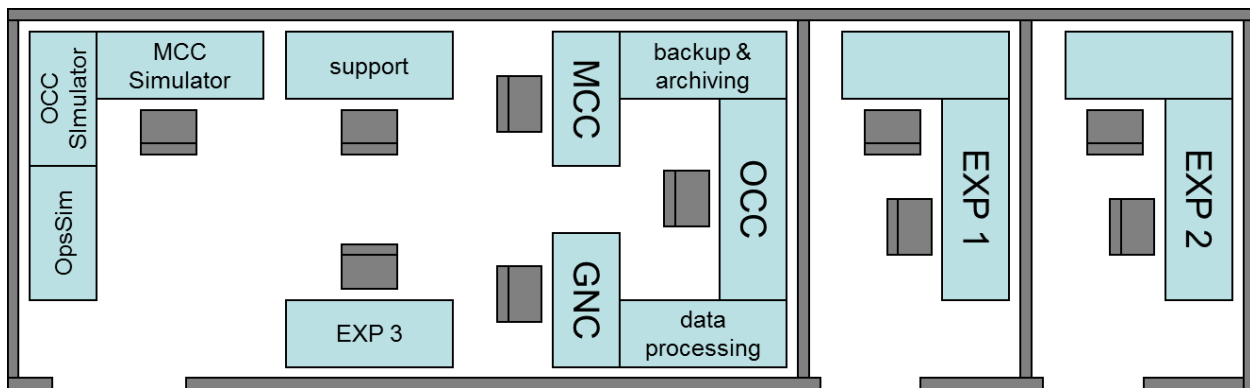 OCC
SImulator
MCC
Simulator
support
MCC
backup &
archiving
OCC
EXP 1
EXP 2
OpsSim
EXP 3
GNC
data
processing